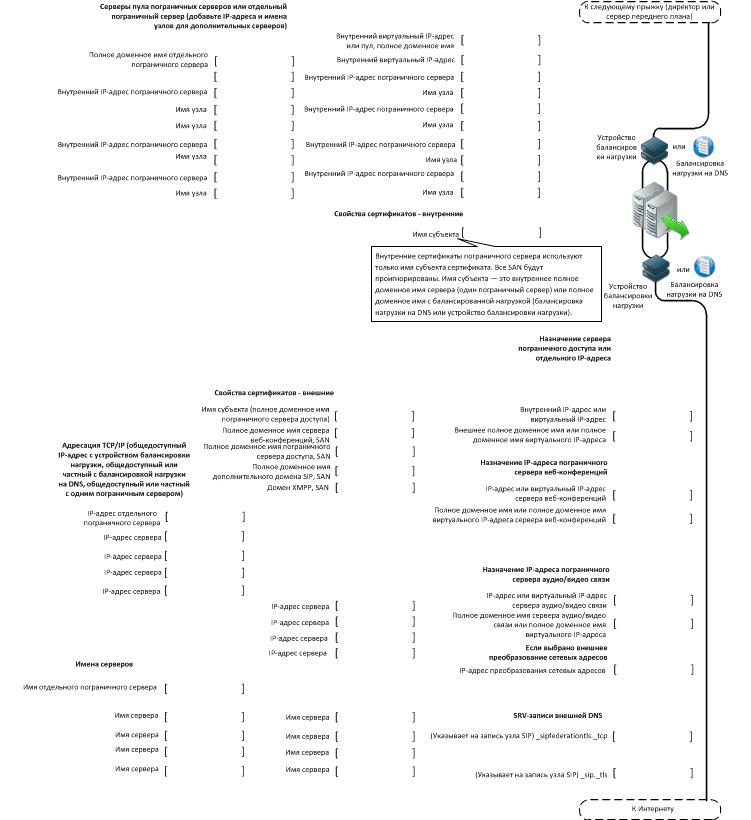 Серверы пула пограничных серверов или отдельный
пограничный сервер (добавьте IP-адреса и имена
узлов для дополнительных серверов)
Полное доменное имя отдельного
пограничного сервера [ ]
[ ]
Внутренний IP-адрес пограничного сервера [ ]
Имя узла [ ]
Имя узла [ ]
Внутренний IP-адрес пограничного сервера [ ]
Имя узла [ ]
Внутренний IP-адрес пограничного сервера [ ]
Имя узла [ ]
Внутренний виртуальный IP-адрес
или пул, полное доменное имя [ ]
Внутренний виртуальный IP-адрес [ ]
Внутренний IP-адрес пограничного сервера [ ]
Имя узла [ ]
Внутренний IP-адрес пограничного сервера [ ]
Имя узла [ ]
Внутренний IP-адрес пограничного сервера [ ]
Имя узла [ ]
Внутренний IP-адрес пограничного сервера [ ]
Имя узла [ ]
К следующему прыжку (директор или
сервер переднего плана)
Устройство
балансиров
ки нагрузки
или
Балансировка
нагрузки на DNS
Свойства сертификатов - внутренние
Имя субъекта [ ]
Внутренние сертификаты пограничного сервера используют
только имя субъекта сертификата. Все SAN будут
проигнорированы. Имя субъекта — это внутреннее полное
доменное имя сервера (один пограничный сервер) или полное
доменное имя с балансированной нагрузкой (балансировка
нагрузки на DNS или устройство балансировки нагрузки).
Устройство
балансировки
нагрузки
или
Балансировка
нагрузки на DNS
Назначение сервера
пограничного доступа или
отдельного IP-адреса
Свойства сертификатов - внешние
Имя субъекта (полное доменное имя
пограничного сервера доступа) [ ]
Полное доменное имя сервера
веб-конференций, SAN [ ]
Полное доменное имя пограничного
сервера доступа, SAN [ ]
Полное доменное имя
дополнительного домена SIP, SAN [ ]
Домен XMPP, SAN [ ]
Внутренний IP-адрес или
виртуальный IP-адрес [ ]
Внешнее полное доменное имя или полное
доменное имя виртуального IP-адреса [ ]
Назначение IP-адреса пограничного
сервера веб-конференций
IP-адрес или виртуальный IP-адрес
сервера веб-конференций [ ]
Полное доменное имя или полное доменное имя
виртуального IP-адреса сервера веб-конференций [ ]
Адресация TCP/IP (общедоступный
IP-адрес с устройством балансировки
нагрузки, общедоступный или
частный с балансировкой нагрузки
на DNS, общедоступный или частный
с одним пограничным сервером)
IP-адрес отдельного
пограничного сервера [ ]
IP-адрес сервера [ ]
IP-адрес сервера [ ]
IP-адрес сервера [ ]
IP-адрес сервера [ ]
IP-адрес сервера [ ]
IP-адрес сервера [ ]
IP-адрес сервера [ ]
IP-адрес сервера [ ]
Назначение IP-адреса пограничного
сервера аудио/видео связи
IP-адрес или виртуальный IP-адрес
сервера аудио/видео связи [ ]
Полное доменное имя сервера аудио/видео
связи или полное доменное имя
виртуального IP-адреса [ ]
Если выбрано внешнее
преобразование сетевых адресов
IP-адрес преобразования сетевых адресов [ ]
Имена серверов
Имя отдельного пограничного сервера [ ]
Имя сервера [ ]
Имя сервера [ ]
Имя сервера [ ]
Имя сервера [ ]
Имя сервера [ ]
Имя сервера [ ]
Имя сервера [ ]
Имя сервера [ ]
SRV-записи внешней DNS
(Указывает на запись узла SIP) _sipfederationtls._tcp [ ]
(Указывает на запись узла SIP) _sip._tls [ ]
К Интернету